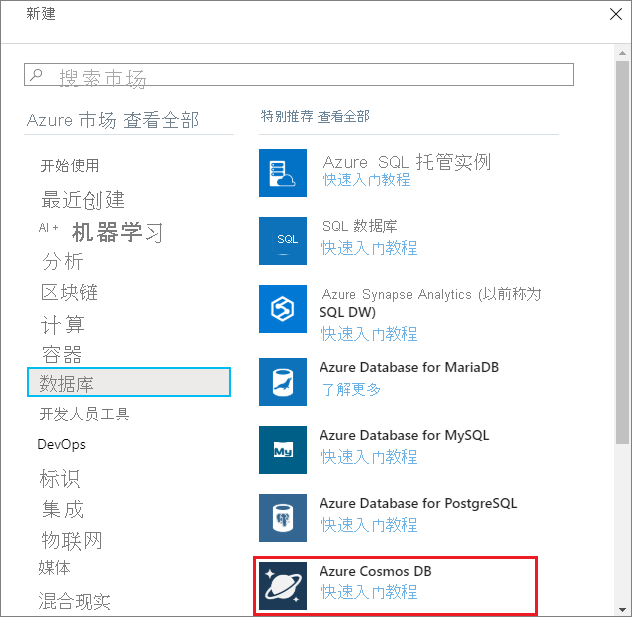 新建
搜索市场
Azure 市场 查看全部
特别推荐 查看全部
开始使用
最近创建
AI + 机器学习
分析
区块链
计算
容器
数据库
开发人员工具
DevOps
标识
集成
物联网
媒体
混合现实
Azure SQL 托管实例
快速入门教程
SQL
SQL 数据库
快速入门教程
Azure Synapse Analytics (以前称为
SQL DW)
快速入门教程
Azure Database for MariaDB
了解更多
My
Azure Database for MySQL
快速入门教程
Azure Database for PostgreSQL
快速入门教程
Azure Cosmos DB
快速入门教程